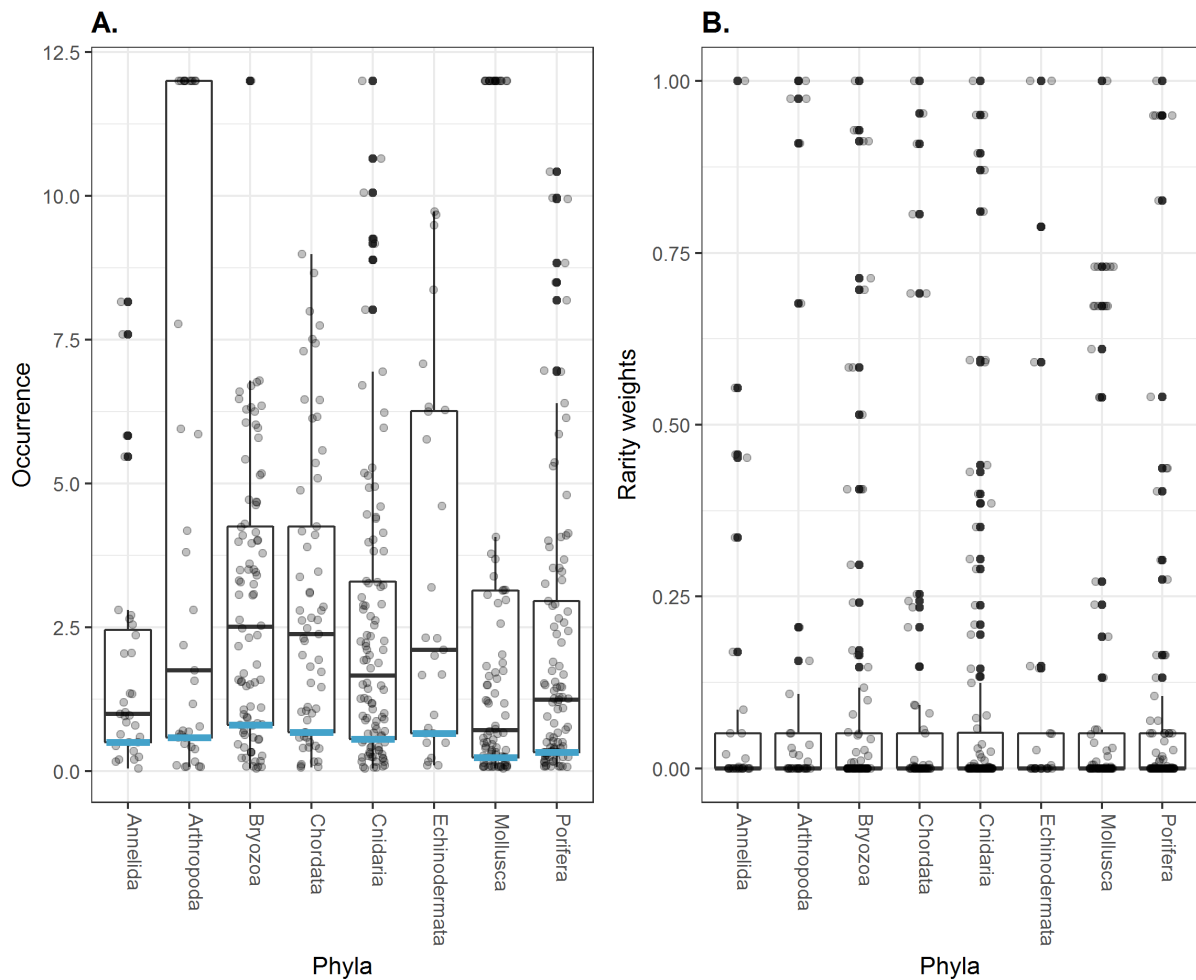 A.
12.5
10.0
7.5
5.0
2.5
0.0
Occurrence
Annelida
Arthropoda
Bryozoa
Chordata
Cnidaria
Echinodermata
Mollusca
Porifera
Phyla
B.
1.00
0.75
0.50
0.25
0.00
Rarity weights
Annelida
Arthropoda
Bryozoa
Chordata
Cnidaria
Echinodermata
Mollusca
Porifera
Phyla